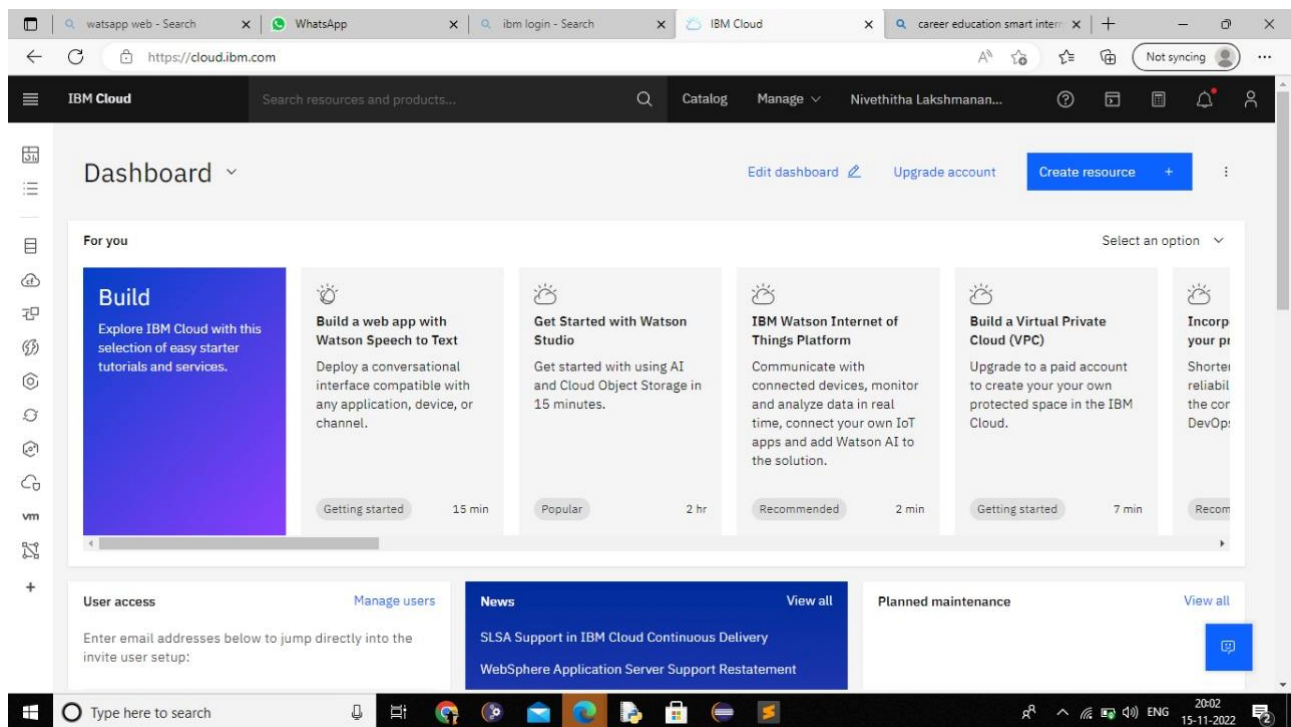 watsapp web - Search
WhatsApp
ibm login - Search
IBM Cloud
career education smart intern
https://cloud.ibm.com
Not syncing
IBM Cloud
Search resources and products...
Catalog
Manage
Nivethitha Lakshmanan...
Dashboard
Edit dashboard
Upgrade account
Create resource +
For you
Select an option
Build
Explore IBM Cloud with this
selection of easy starter
tutorials and services.
Build a web app with
Watson Speech to Text
Deploy a conversational
interface compatible with
any application, device, or
channel.
Getting started 15 min
Get Started with Watson
Studio
Get started with using AI
and Cloud Object Storage in
15 minutes.
Popular 2 hr
IBM Watson Internet of
Things Platform
Communicate with
connected devices, monitor
and analyze data in real
time, connect your own IoT
apps and add Watson AI to
the solution.
Recommended 2 min
Build a Virtual Private
Cloud (VPC)
Upgrade to a paid account
to create your your own
protected space in the IBM
Cloud.
Getting started 7 min
Incorp
your pr
Shorter
reliabil
the cor
DevOps
Recom
vm
User access
Manage users
Enter email addresses below to jump directly into the
invite user setup:
News
View all
SLSA Support in IBM Cloud Continuous Delivery
WebSphere Application Server Support Restatement
Planned maintenance
View all
Type here to search
ENG
20:02
15-11-2022